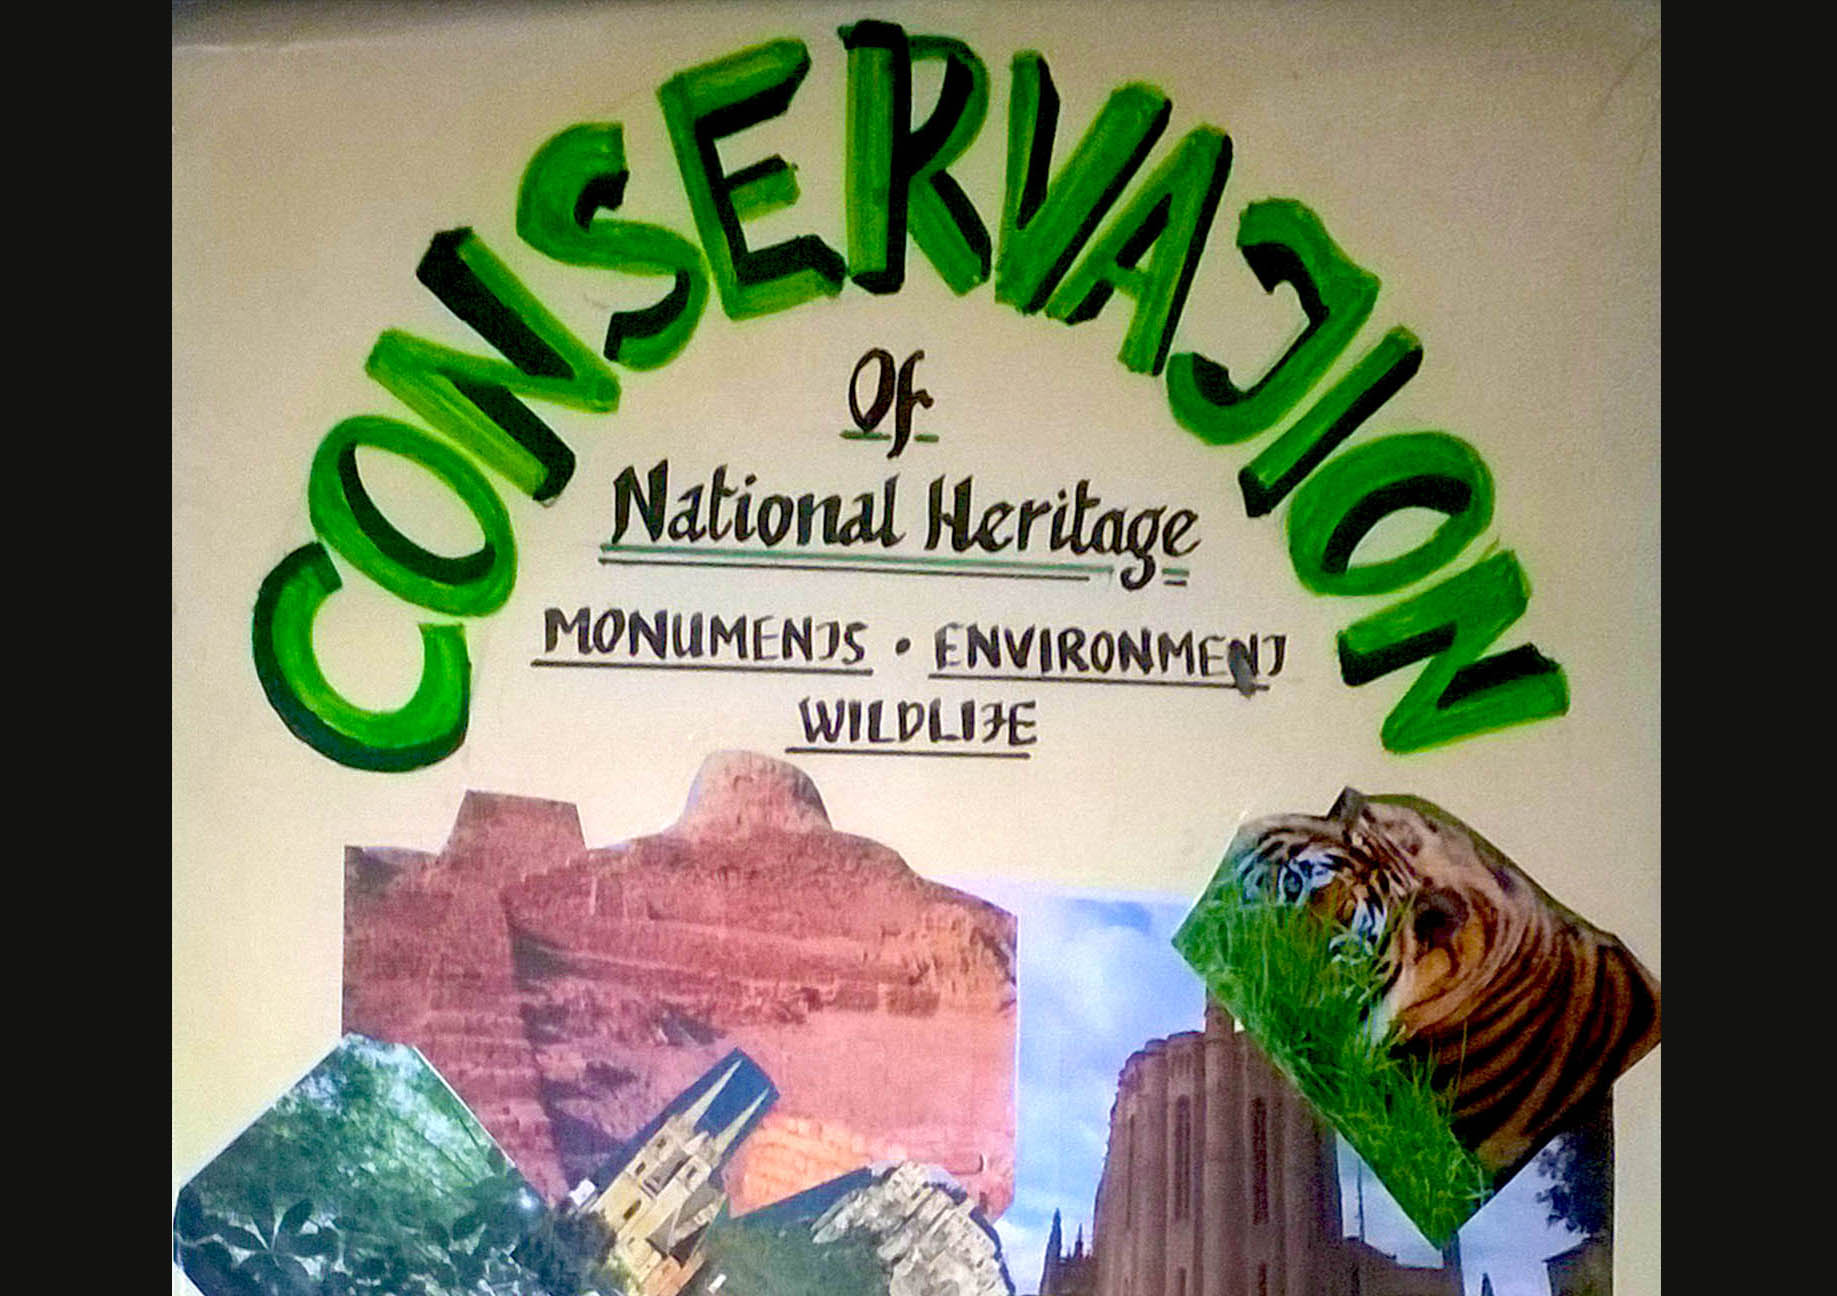 CONSERVATION
Of
National Heritage
MONUMENTS • ENVIRONMENT
WILDLIFE